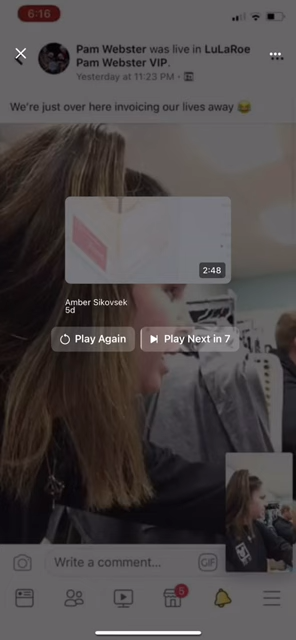 6:16
Pam Webster was live in LuLaRoe
Pam Webster VIP.
Yesterday at 11:23 PM ·
We're just over here invoicing our lives away 😂
2:48
Amber Sikovsek
5d
Play Again
Play Next in 7
Write a comment...
GIF
5